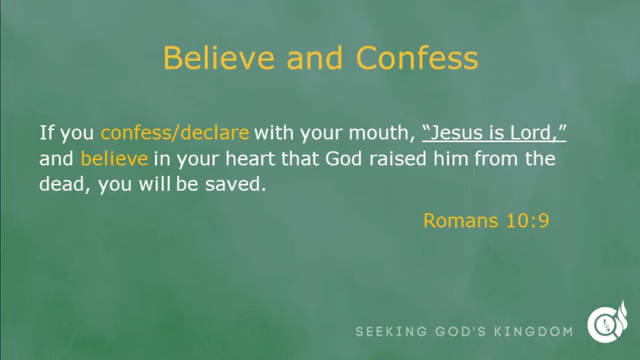 Believe and Confess
If you confess/declare with your mouth, “Jesus is Lord,”
and believe in your heart that God raised him from the
dead, you will be saved.
Romans 10:9
SEEKING GOD'S KINGDOM